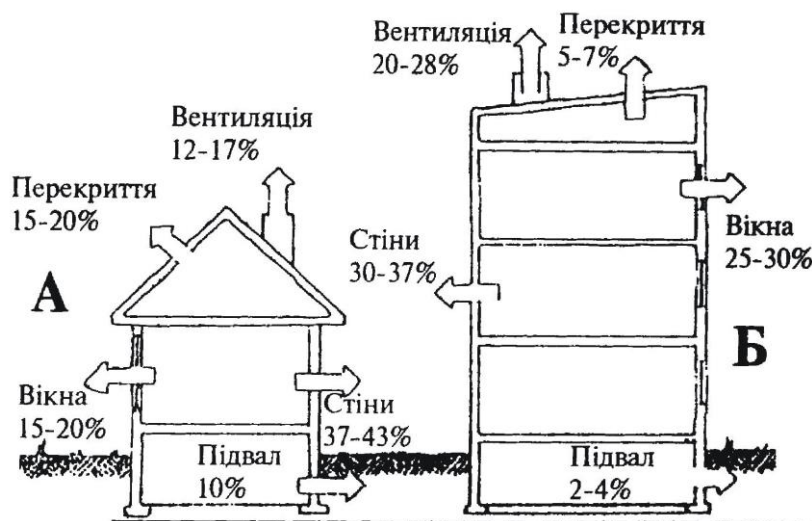 Вентиляція
12-17%
Перекриття
15-20%
А
Вікна
15-20%
Стіни
37-43%
Підвал
10%
Вентиляція
20-28%
Перекриття
5-7%
Стіни
30-37%
Вікна
25-30%
Б
Підвал
2-4%